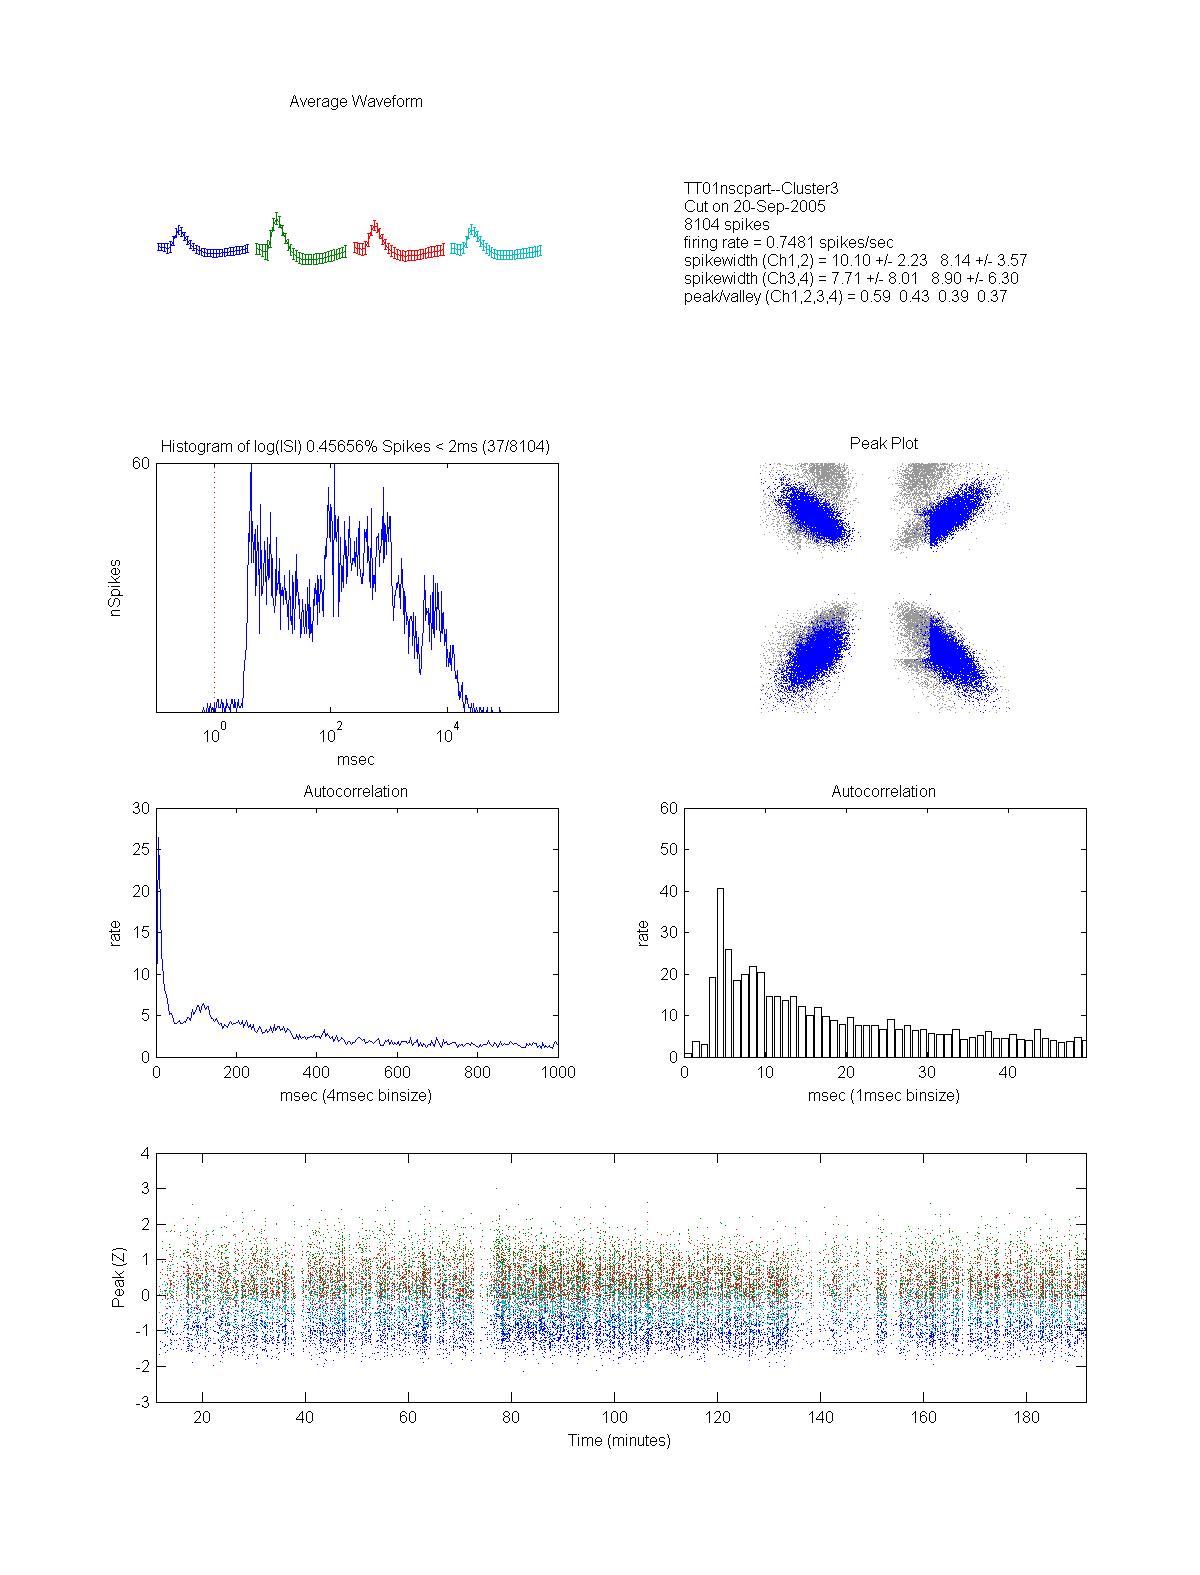 Average Waveform
TT01nscpart--Cluster3
Cut on 20-Sep-2005
8104 spikes
firing rate = 0.7481 spikes/sec
spikewidth (Ch1,2) = 10.10 +/- 2.23 8.14 +/- 3.57
spikewidth (Ch3,4) = 7.71 +/- 8.01 8.90 +/- 6.30
peak/valley (Ch1,2,3,4) = 0.59 0.43 0.39 0.37
Histogram of log(ISI) 0.45656% Spikes < 2ms (37/8104)
60
nSpikes
10^0 10^2 10^4
msec
Peak Plot
Autocorrelation
30
25
20
15
10
5
0
rate
0 200 400 600 800 1000
msec (4msec binsize)
Autocorrelation
60
50
40
30
20
10
0
rate
0 10 20 30 40
msec (1msec binsize)
4
3
2
1
0
-1
-2
-3
Peak (Z)
20 40 60 80 100 120 140 160 180
Time (minutes)